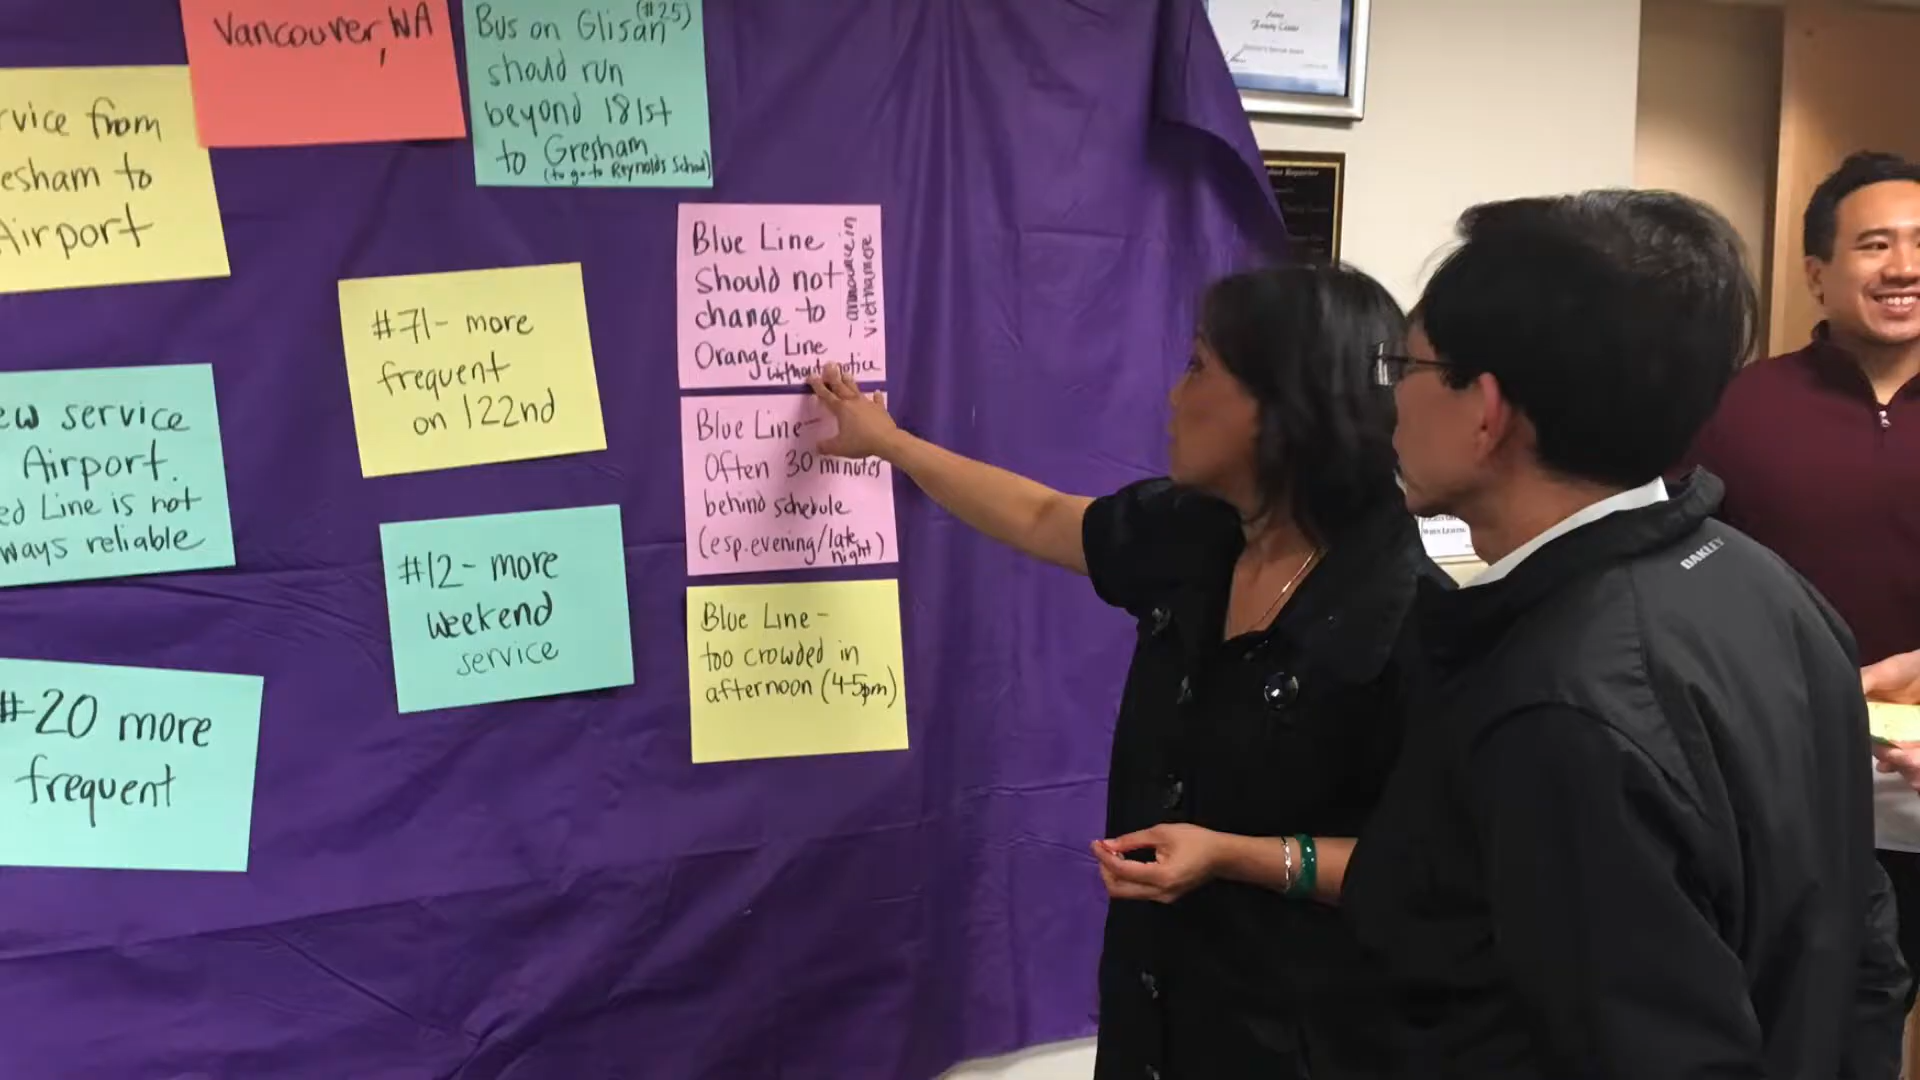 Vancouver, WA
Bus on Glisan (#25)
should run
beyond 181st
to Gresham
(to go to Reynolds School)
rvice from
esham to
Airport
Blue Line
should not
change to
Orange Line
without notice
- announce in
Vietnamese
#71 - more
frequent
on 122nd
ew service
Airport.
ed Line is not
ways reliable
Blue Line -
Often 30 minutes
behind schedule
(esp. evening/late
night)
#12 - more
weekend
service
Blue Line -
too crowded in
afternoon (4-5pm)
#20 more
frequent
OAKLEY